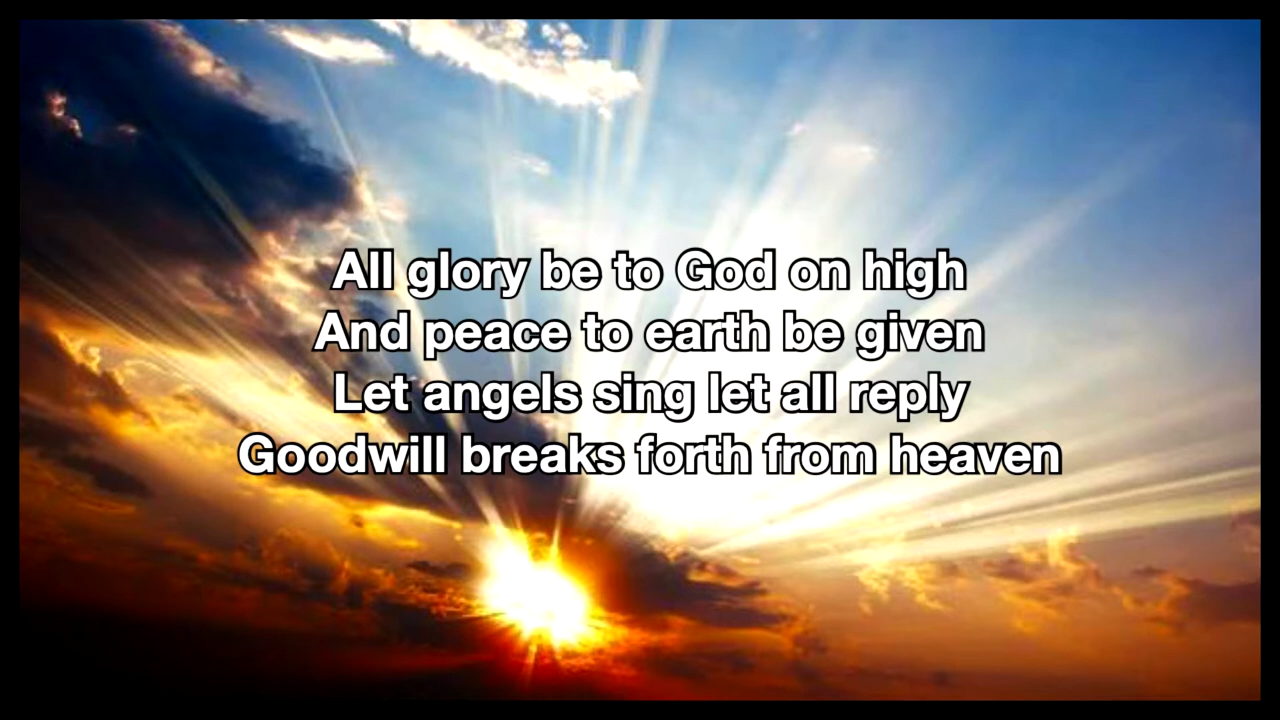 All glory be to God on high
And peace to earth be given
Let angels sing let all reply
Goodwill breaks forth from heaven